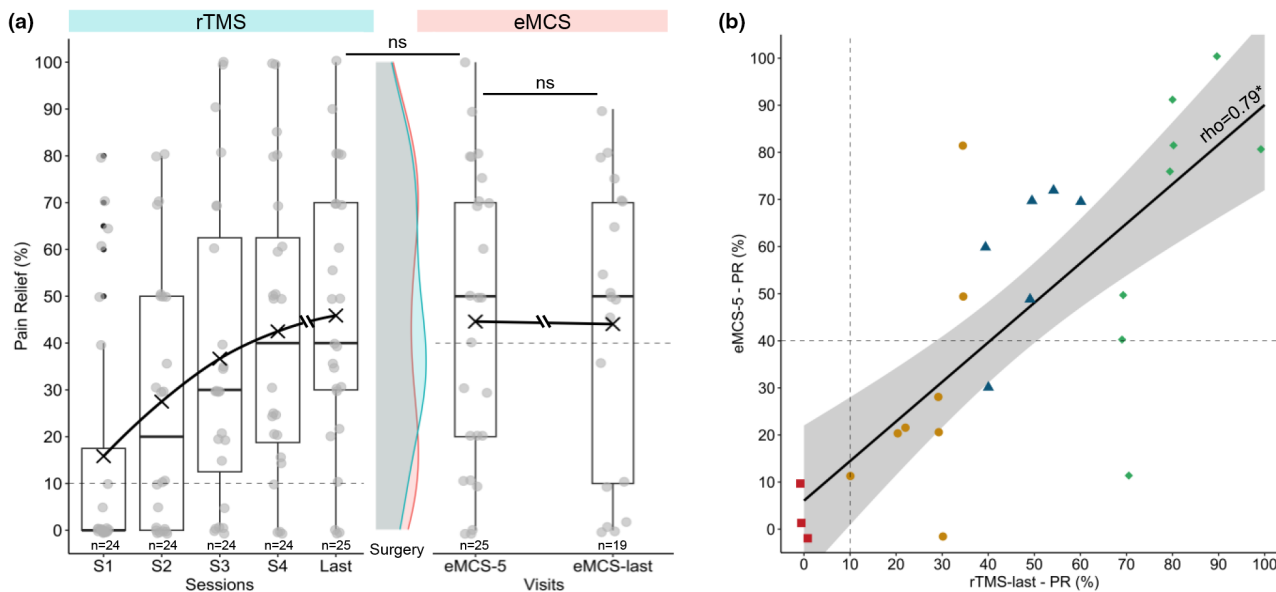 (a)
rTMS
eMCS
ns
ns
Pain Relief (%)
100
90
80
70
60
50
40
30
20
10
0
n=24
n=24
n=24
n=24
n=25
Surgery
n=25
n=19
S1
S2
S3
S4
Last
eMCS-5
eMCS-last
Sessions
Visits
(b)
rho=0.79*
eMCS-5 - PR (%)
100
90
80
70
60
50
40
30
20
10
0
0
10
20
30
40
50
60
70
80
90
100
rTMS-last - PR (%)